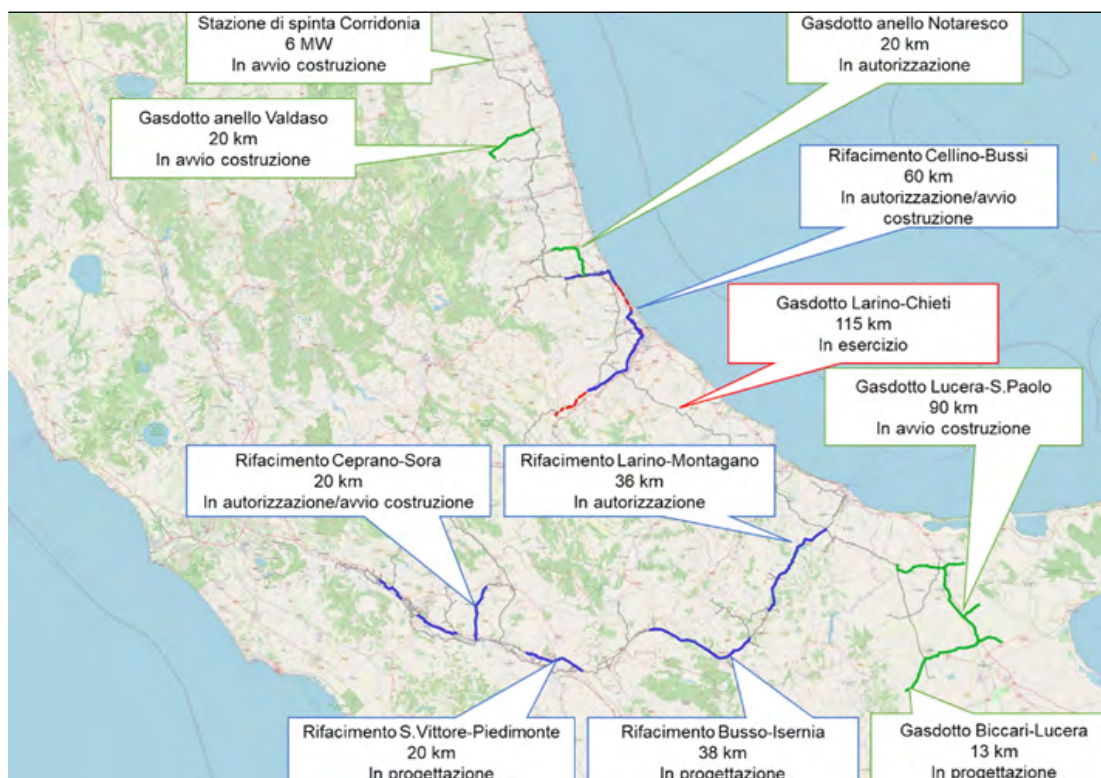 Stazione di spinta Corridonia
6 MW
In avvio costruzione
Gasdotto anello Notaresco
20 km
In autorizzazione
Gasdotto anello Valdaso
20 km
In avvio costruzione
Rifacimento Cellino-Bussi
60 km
In autorizzazione/avvio
costruzione
Gasdotto Larino-Chieti
115 km
In esercizio
Gasdotto Lucera-S.Paolo
90 km
In avvio costruzione
Rifacimento Ceprano-Sora
20 km
In autorizzazione/avvio costruzione
Rifacimento Larino-Montagano
36 km
In autorizzazione
Rifacimento S.Vittore-Piedimonte
20 km
In progettazione
Rifacimento Busso-Isernia
38 km
In progettazione
Gasdotto Biccari-Lucera
13 km
In progettazione